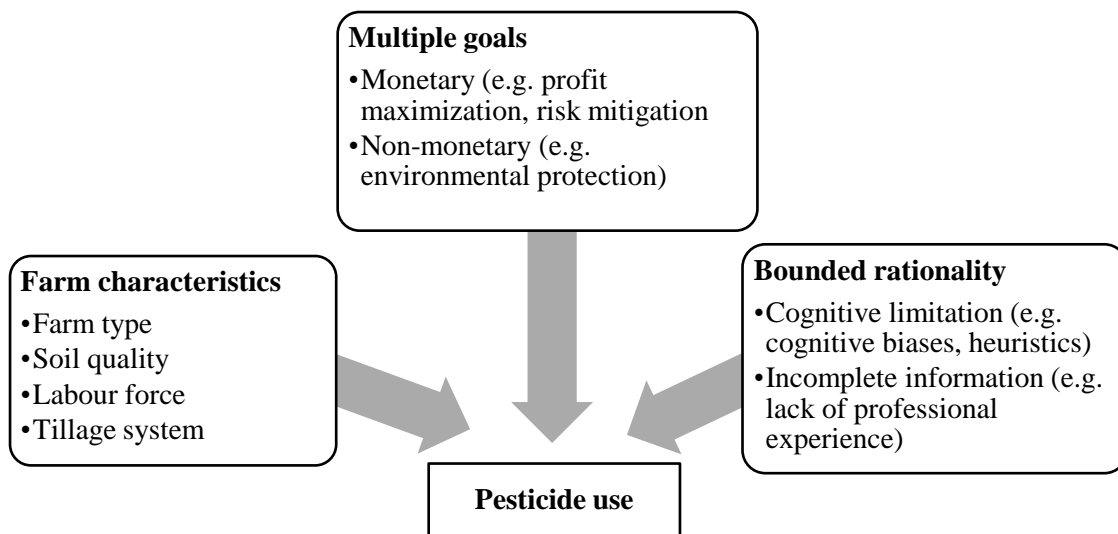 Multiple goals
•Monetary (e.g. profit
maximization, risk mitigation
•Non-monetary (e.g.
environmental protection)
Farm characteristics
•Farm type
•Soil quality
•Labour force
•Tillage system
Bounded rationality
•Cognitive limitation (e.g.
cognitive biases, heuristics)
•Incomplete information (e.g.
lack of professional
experience)
Pesticide use